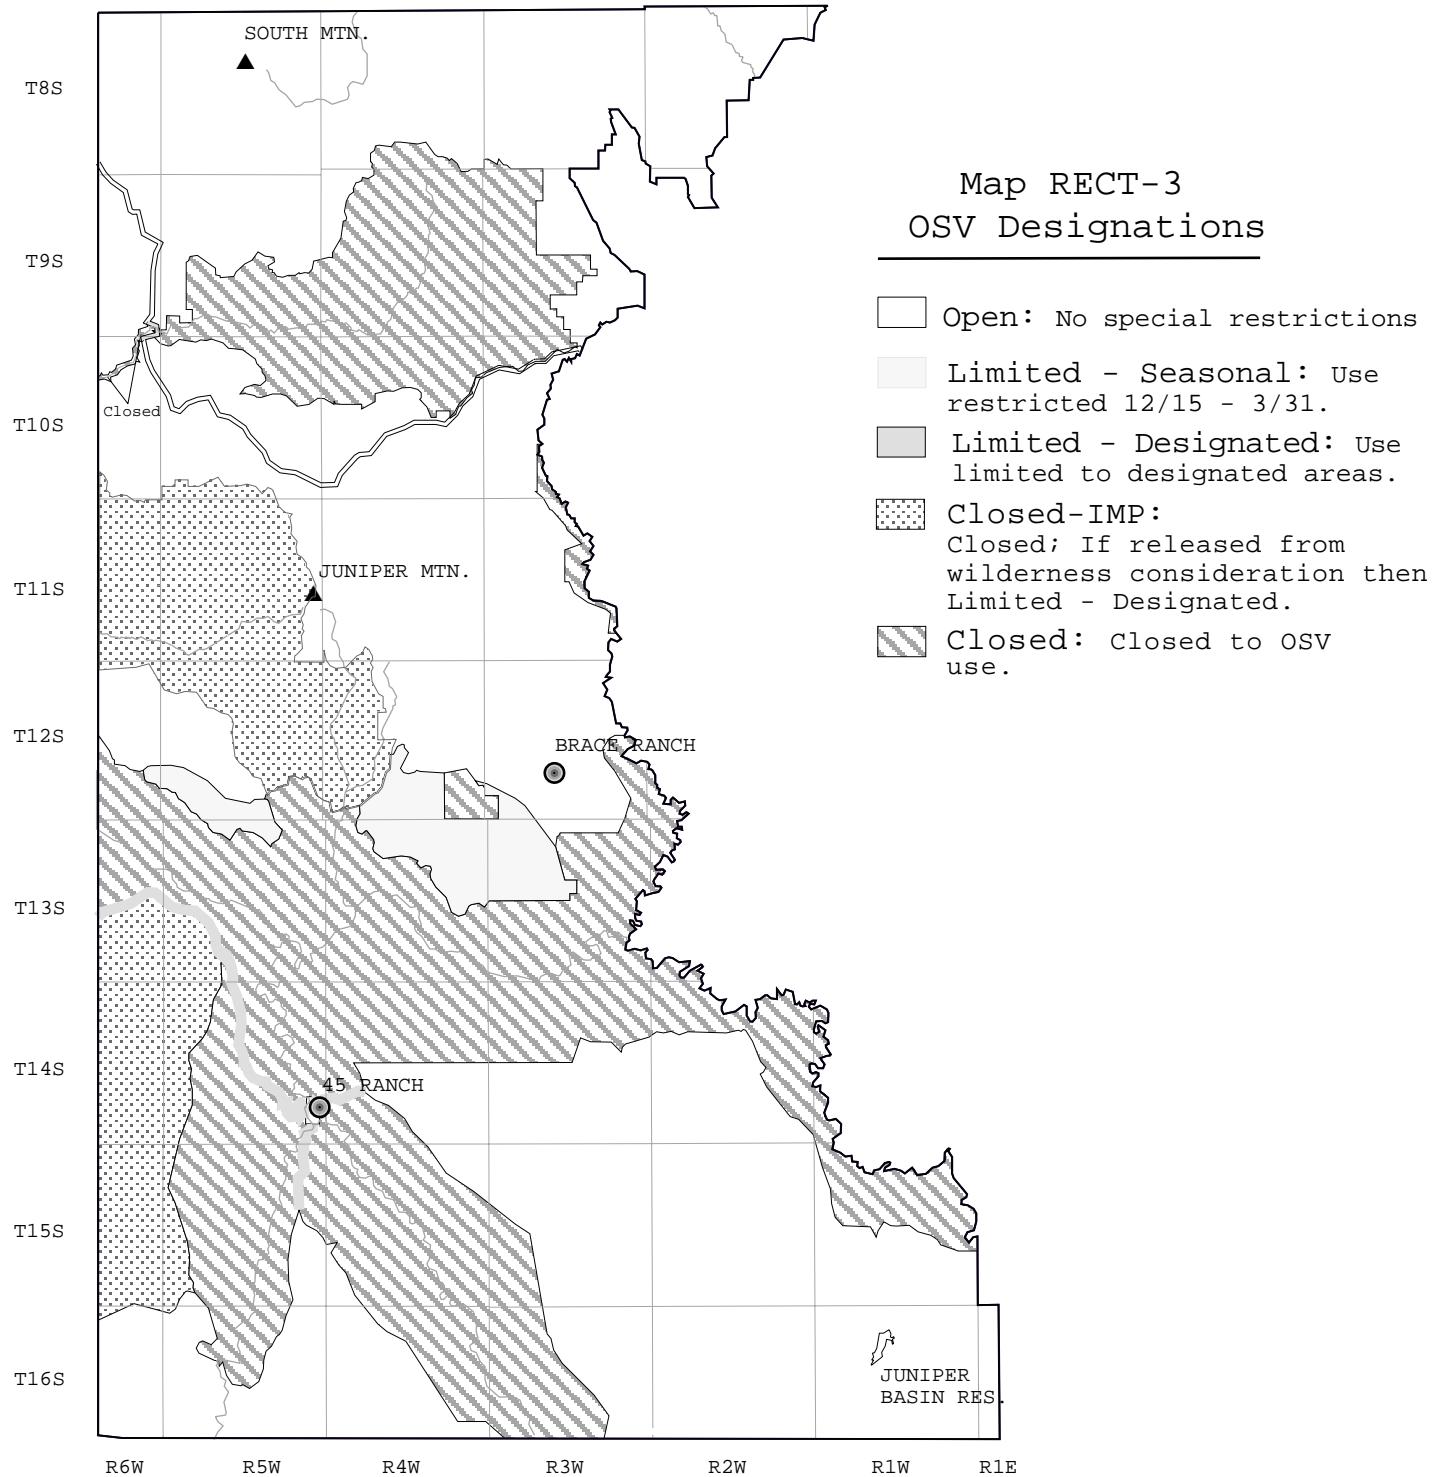 SOUTH MTN.
T8S
Map RECT-3
OSV Designations
T9S
Open: No special restrictions
Limited - Seasonal: Use
restricted 12/15 - 3/31.
Closed
T10S
Limited - Designated: Use
limited to designated areas.
Closed-IMP:
Closed; If released from
wilderness consideration then
Limited - Designated.
JUNIPER MTN.
T11S
Closed: Closed to OSV
use.
T12S
BRACE RANCH
T13S
T14S
45 RANCH
T15S
T16S
JUNIPER
BASIN RES.
R6W R5W R4W R3W R2W R1W R1E